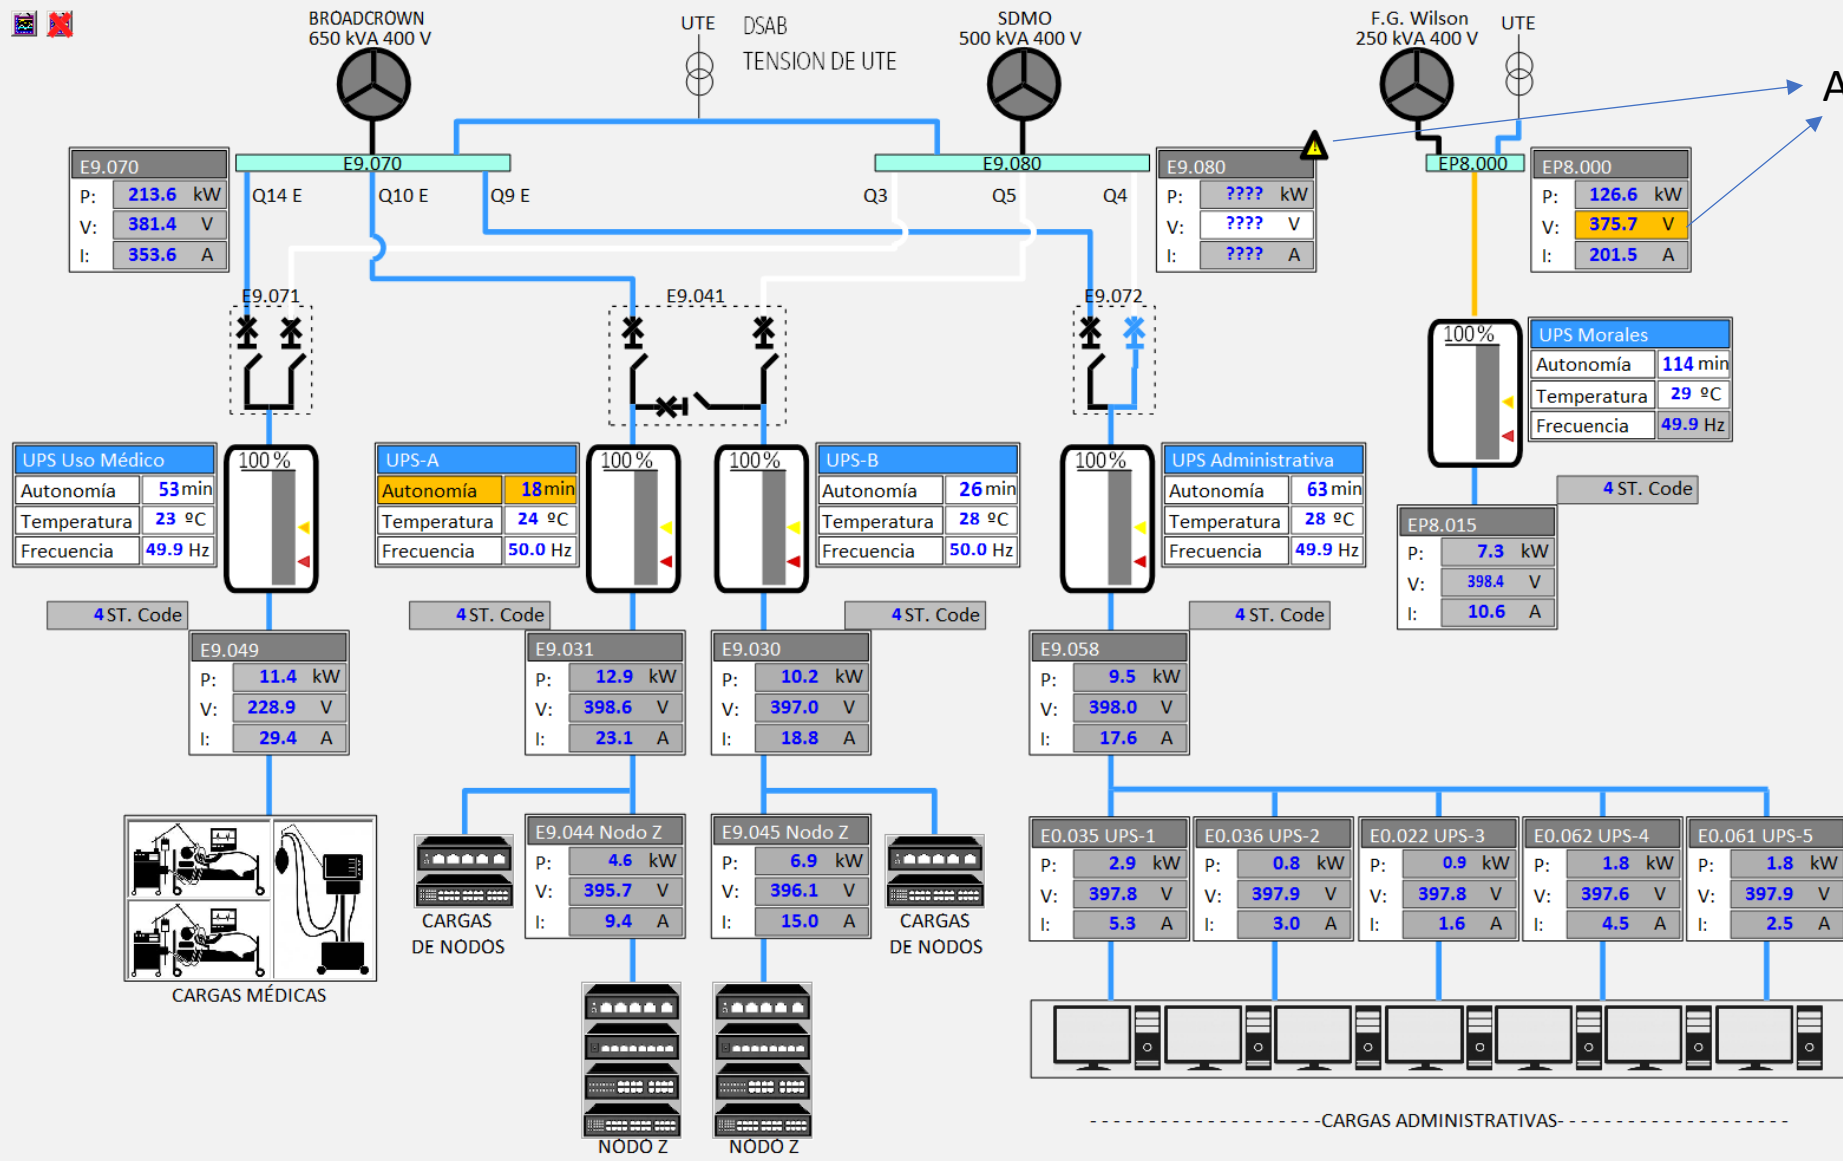 BROADCROWN
650 kVA 400 V
UTE
DSAB
TENSION DE UTE
SDMO
500 kVA 400 V
F.G. Wilson
250 kVA 400 V
UTE
A
E9.070
P: 213.6 kW
V: 381.4 V
I: 353.6 A
E9.070
Q14 E
Q10 E
Q9 E
E9.080
Q3
Q5
Q4
E9.080
P: ???? kW
V: ???? V
I: ???? A
EP8.000
EP8.000
P: 126.6 kW
V: 375.7 V
I: 201.5 A
E9.071
E9.041
E9.072
100%
UPS Morales
Autonomía 114 min
Temperatura 29 ºC
Frecuencia 49.9 Hz
UPS Uso Médico
Autonomía 53 min
Temperatura 23 ºC
Frecuencia 49.9 Hz
100%
UPS-A
Autonomía 18 min
Temperatura 24 ºC
Frecuencia 50.0 Hz
100%
100%
UPS-B
Autonomía 26 min
Temperatura 28 ºC
Frecuencia 50.0 Hz
100%
UPS Administrativa
Autonomía 63 min
Temperatura 28 ºC
Frecuencia 49.9 Hz
4 ST. Code
EP8.015
P: 7.3 kW
V: 398.4 V
I: 10.6 A
4 ST. Code
4 ST. Code
4 ST. Code
4 ST. Code
E9.049
P: 11.4 kW
V: 228.9 V
I: 29.4 A
E9.031
P: 12.9 kW
V: 398.6 V
I: 23.1 A
E9.030
P: 10.2 kW
V: 397.0 V
I: 18.8 A
E9.058
P: 9.5 kW
V: 398.0 V
I: 17.6 A
E9.044 Nodo Z
P: 4.6 kW
V: 395.7 V
I: 9.4 A
E9.045 Nodo Z
P: 6.9 kW
V: 396.1 V
I: 15.0 A
E0.035 UPS-1
P: 2.9 kW
V: 397.8 V
I: 5.3 A
E0.036 UPS-2
P: 0.8 kW
V: 397.9 V
I: 3.0 A
E0.022 UPS-3
P: 0.9 kW
V: 397.8 V
I: 1.6 A
E0.062 UPS-4
P: 1.8 kW
V: 397.6 V
I: 4.5 A
E0.061 UPS-5
P: 1.8 kW
V: 397.9 V
I: 2.5 A
CARGAS
DE NODOS
CARGAS
DE NODOS
CARGAS MÉDICAS
NODO Z
NODO Z
CARGAS ADMINISTRATIVAS